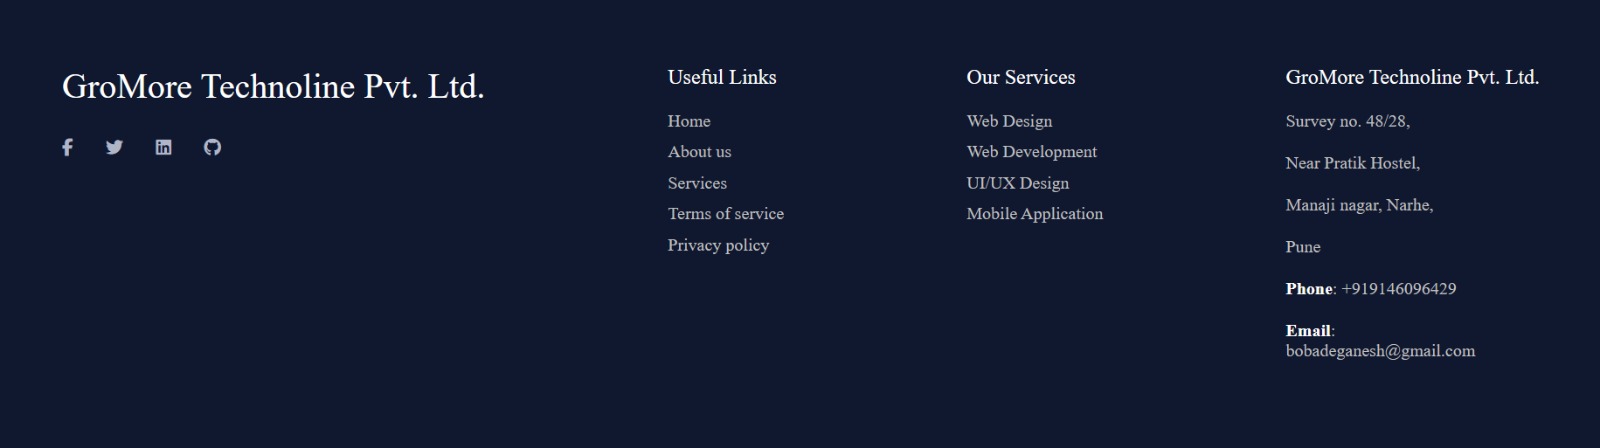 GroMore Technoline Pvt. Ltd.
Useful Links
Home
About us
Services
Terms of service
Privacy policy
Our Services
Web Design
Web Development
UI/UX Design
Mobile Application
GroMore Technoline Pvt. Ltd.
Survey no. 48/28,
Near Pratik Hostel,
Manaji nagar, Narhe,
Pune
Phone: +919146096429
Email:
bobadeganesh@gmail.com